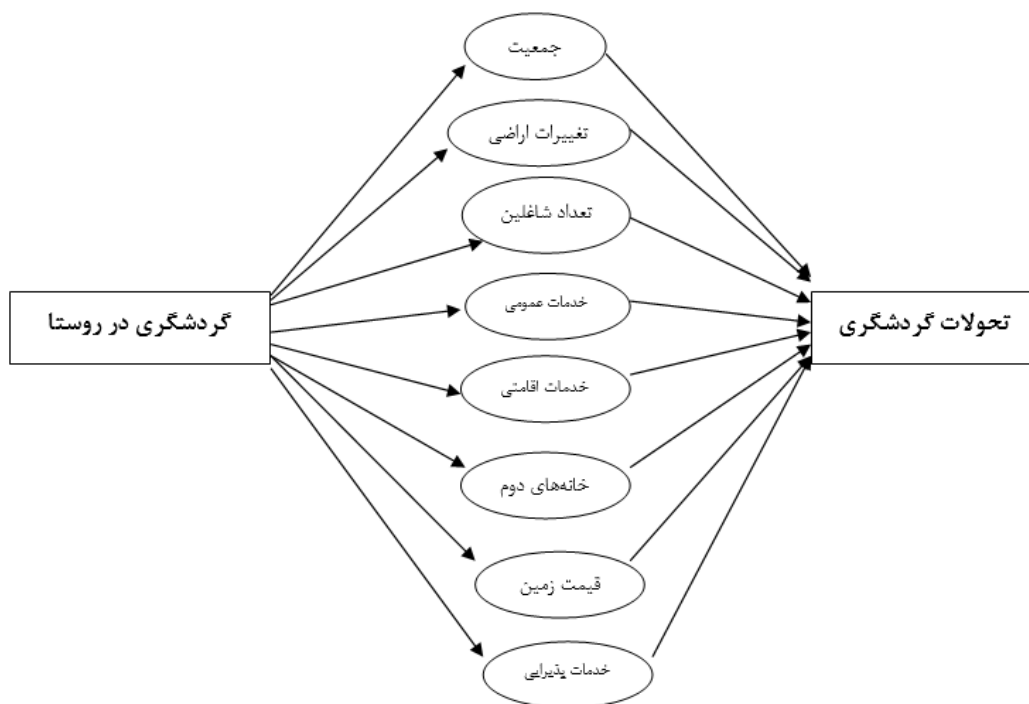 جمعیت
تغییرات اراضی
تعداد شاغلین
خدمات عمومی
گردشگری در روستا
تحولات گردشگری
خدمات اقامتی
خانه‌های دوم
قیمت زمین
خدمات پذیرایی